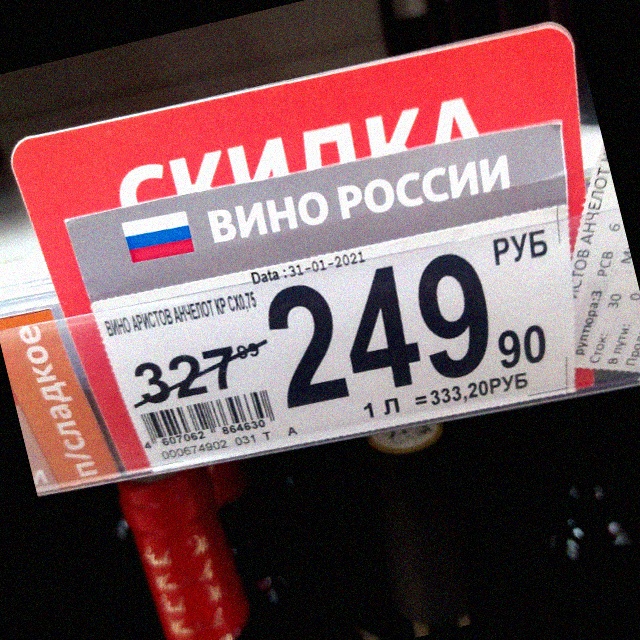 СКИДКА
ВИНО РОССИИ
Data :31-01-2021
ВИНО АРИСТОВ АНЧЕЛОТ КР СХ0,75
327
249 90 РУБ
1 Л =333,20РУБ
4 607062 864630
000674902 031 Т А
п/сладкое